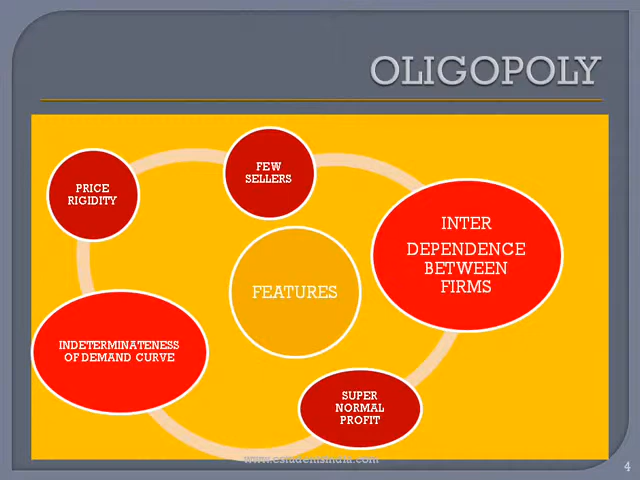 OLIGOPOLY
FEW
SELLERS
PRICE
RIGIDITY
INTER
DEPENDENCE
BETWEEN
FIRMS
FEATURES
INDETERMINATENESS
OF DEMAND CURVE
SUPER
NORMAL
PROFIT
4